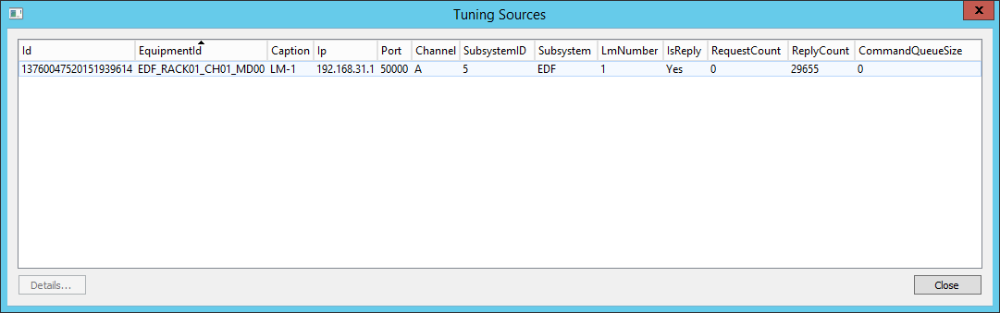 Tuning Sources
x
Id EquipmentId Caption Ip Port Channel SubsystemID Subsystem LmNumber IsReply RequestCount ReplyCount CommandQueueSize
13760047520151939614 EDF_RACK01_CH01_MD00 LM-1 192.168.31.1 50000 A 5 EDF 1 Yes 0 29655 0
Details... Close